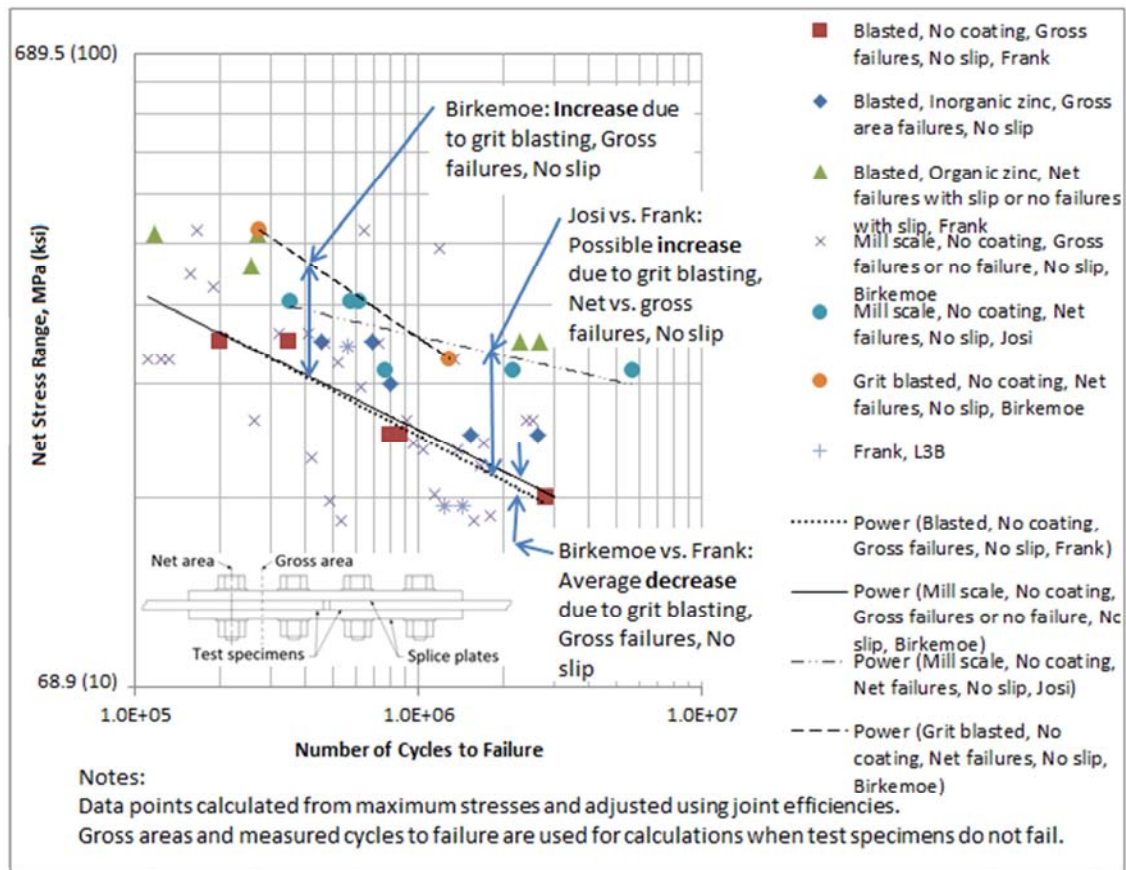 689.5 (100)
68.9 (10)
Net Stress Range, MPa (ksi)
1.0E+05
1.0E+06
1.0E+07
Number of Cycles to Failure
Birkemoe: Increase due
to grit blasting, Gross
failures, No slip
Josi vs. Frank:
Possible increase
due to grit blasting,
Net vs. gross
failures, No slip
Birkemoe vs. Frank:
Average decrease
due to grit blasting,
Gross failures, No
slip
Net area
Gross area
Test specimens
Splice plates
Blasted, No coating, Gross
failures, No slip, Frank
Blasted, Inorganic zinc, Gross
area failures, No slip
Blasted, Organic zinc, Net
failures with slip or no failures
with slip, Frank
Mill scale, No coating, Gross
failures or no failure, No slip,
Birkemoe
Mill scale, No coating, Net
failures, No slip, Josi
Grit blasted, No coating, Net
failures, No slip, Birkemoe
Frank, L3B
Power (Blasted, No coating,
Gross failures, No slip, Frank)
Power (Mill scale, No coating,
Gross failures or no failure, Nc
slip, Birkemoe)
Power (Mill scale, No coating,
Net failures, No slip, Josi)
Power (Grit blasted, No
coating, Net failures, No slip,
Birkemoe)
Notes:
Data points calculated from maximum stresses and adjusted using joint efficiencies.
Gross areas and measured cycles to failure are used for calculations when test specimens do not fail.